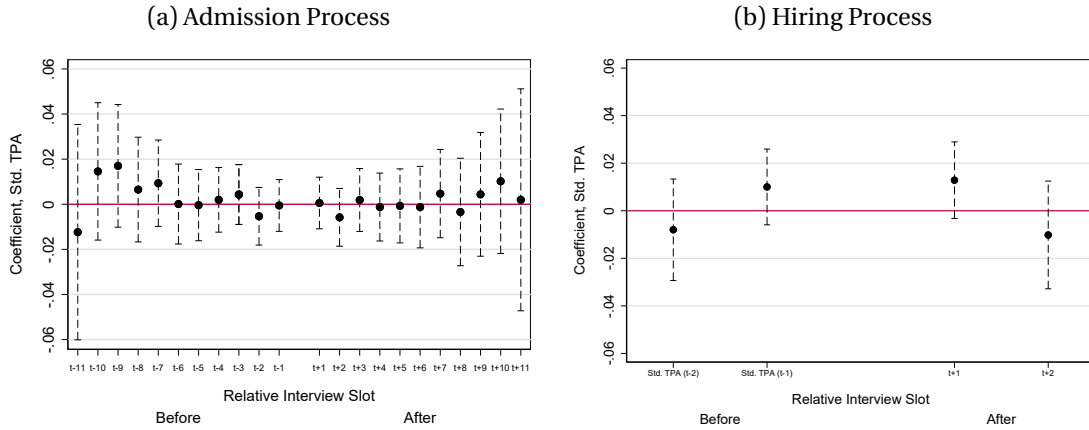 (a) Admission Process
Coefficient, Std. TPA
.06
.04
.02
0
-.02
-.04
-.06
t-11 t-10 t-9 t-8 t-7 t-6 t-5 t-4 t-3 t-2 t-1 t+1 t+2 t+3 t+4 t+5 t+6 t+7 t+8 t+9 t+10 t+11
Relative Interview Slot
Before After
(b) Hiring Process
Coefficient, Std. TPA
.06
.04
.02
0
-.02
-.04
-.06
Std. TPA (t-2) Std. TPA (t-1) t+1 t+2
Relative Interview Slot
Before After